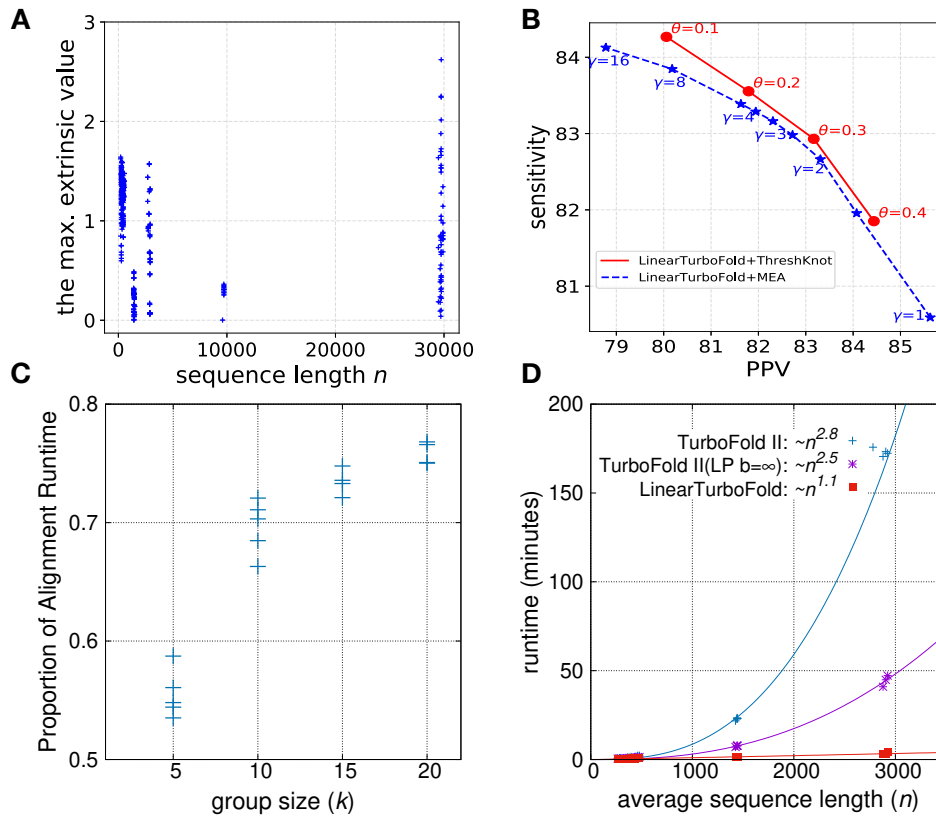 A
the max. extrinsic value
3
2
1
0
0
10000
20000
30000
sequence length n
B
sensitivity
84
83
82
81
γ=16
γ=8
γ=4
γ=3
γ=2
γ=1
θ=0.1
θ=0.2
θ=0.3
θ=0.4
LinearTurboFold+ThreshKnot
LinearTurboFold+MEA
79
80
81
82
83
84
85
PPV
C
Proportion of Alignment Runtime
0.8
0.7
0.6
0.5
5
10
15
20
group size (k)
D
runtime (minutes)
200
150
100
50
0
TurboFold II: ~n^2.8
TurboFold II(LP b=∞): ~n^2.5
LinearTurboFold: ~n^1.1
0
1000
2000
3000
average sequence length (n)